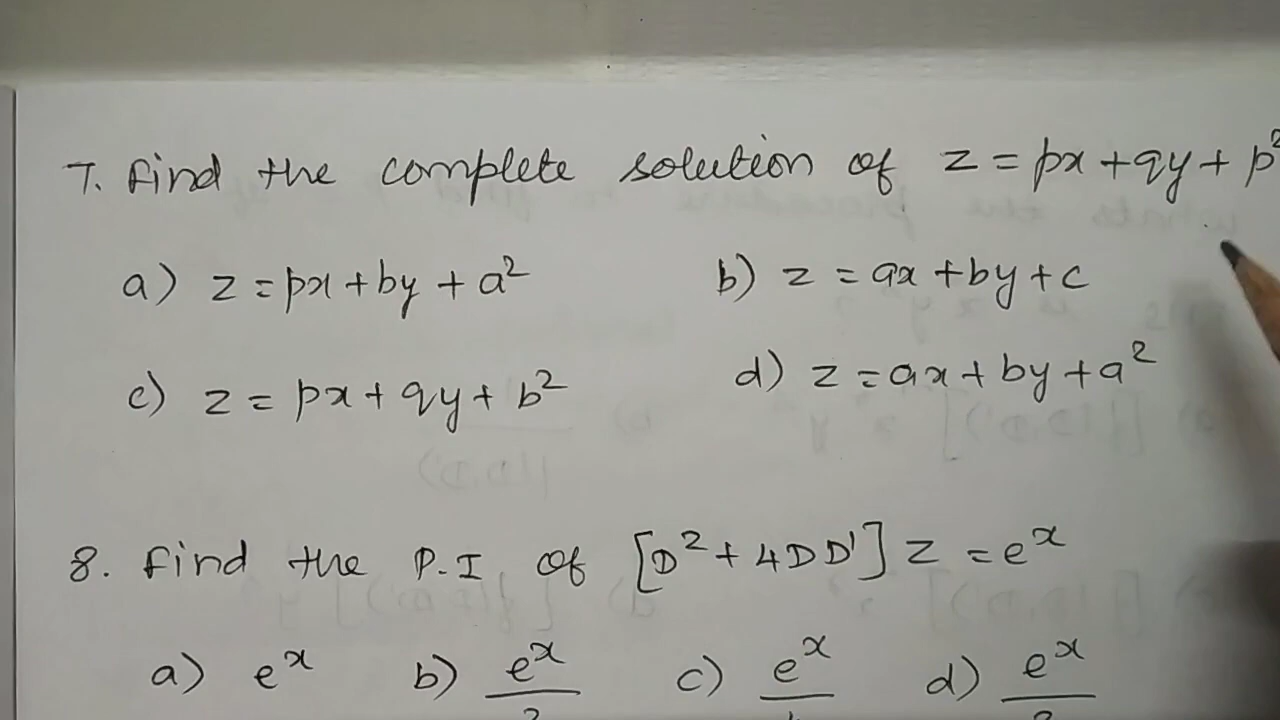 7. Find the complete solution of z = px + qy + p²
a) z = px + by + a²
b) z = ax + by + c
c) z = px + qy + b²
d) z = ax + by + a²
8. Find the P.I of [D² + 4DD'] z = eˣ
a) eˣ b) eˣ c) eˣ d) eˣ